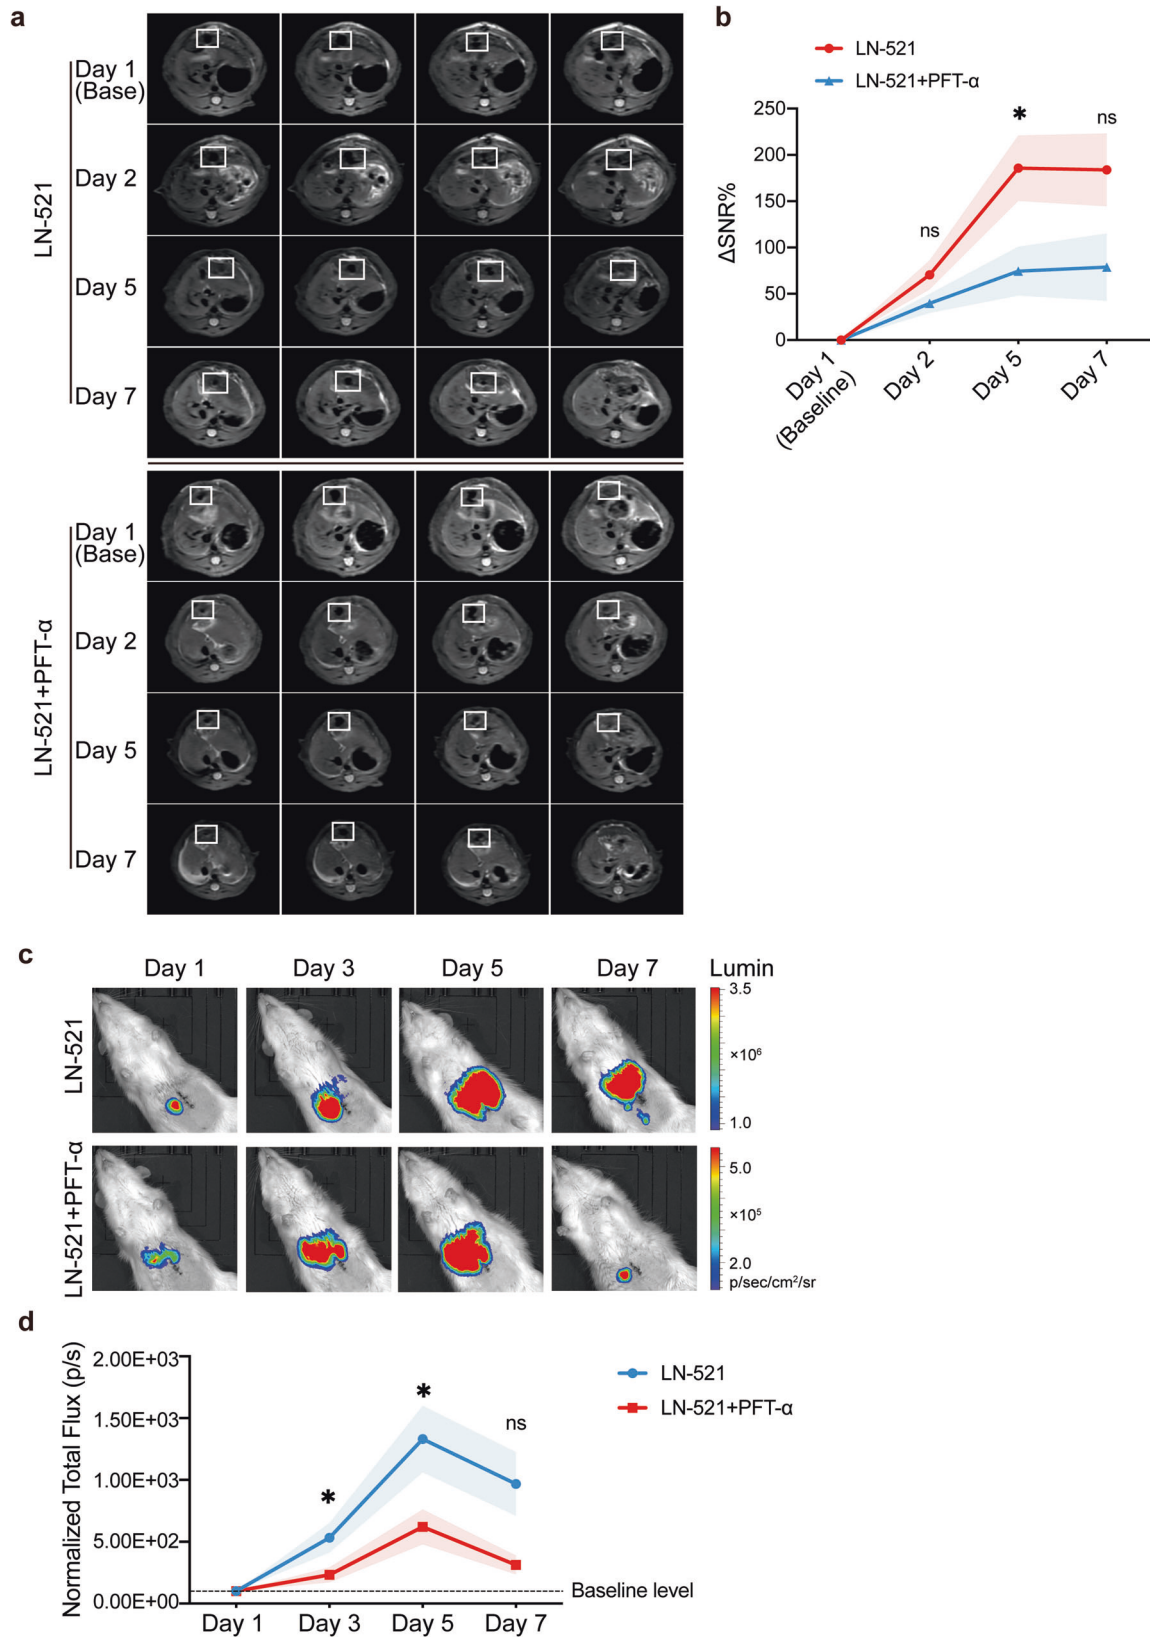 a
LN-521
Day 1
(Base)
Day 2
Day 5
Day 7
LN-521+PFT-α
Day 1
(Base)
Day 2
Day 5
Day 7
b
LN-521
LN-521+PFT-α
ΔSNR%
250
200
150
100
50
0
ns
*
ns
Day 1
(Baseline)
Day 2
Day 5
Day 7
c
Day 1
Day 3
Day 5
Day 7
Lumin
LN-521
3.5
×10⁶
1.0
LN-521+PFT-α
5.0
×10⁵
2.0
p/sec/cm²/sr
d
Normalized Total Flux (p/s)
2.00E+03
1.50E+03
1.00E+03
5.00E+02
0.00E+00
*
*
ns
LN-521
LN-521+PFT-α
Baseline level
Day 1
Day 3
Day 5
Day 7